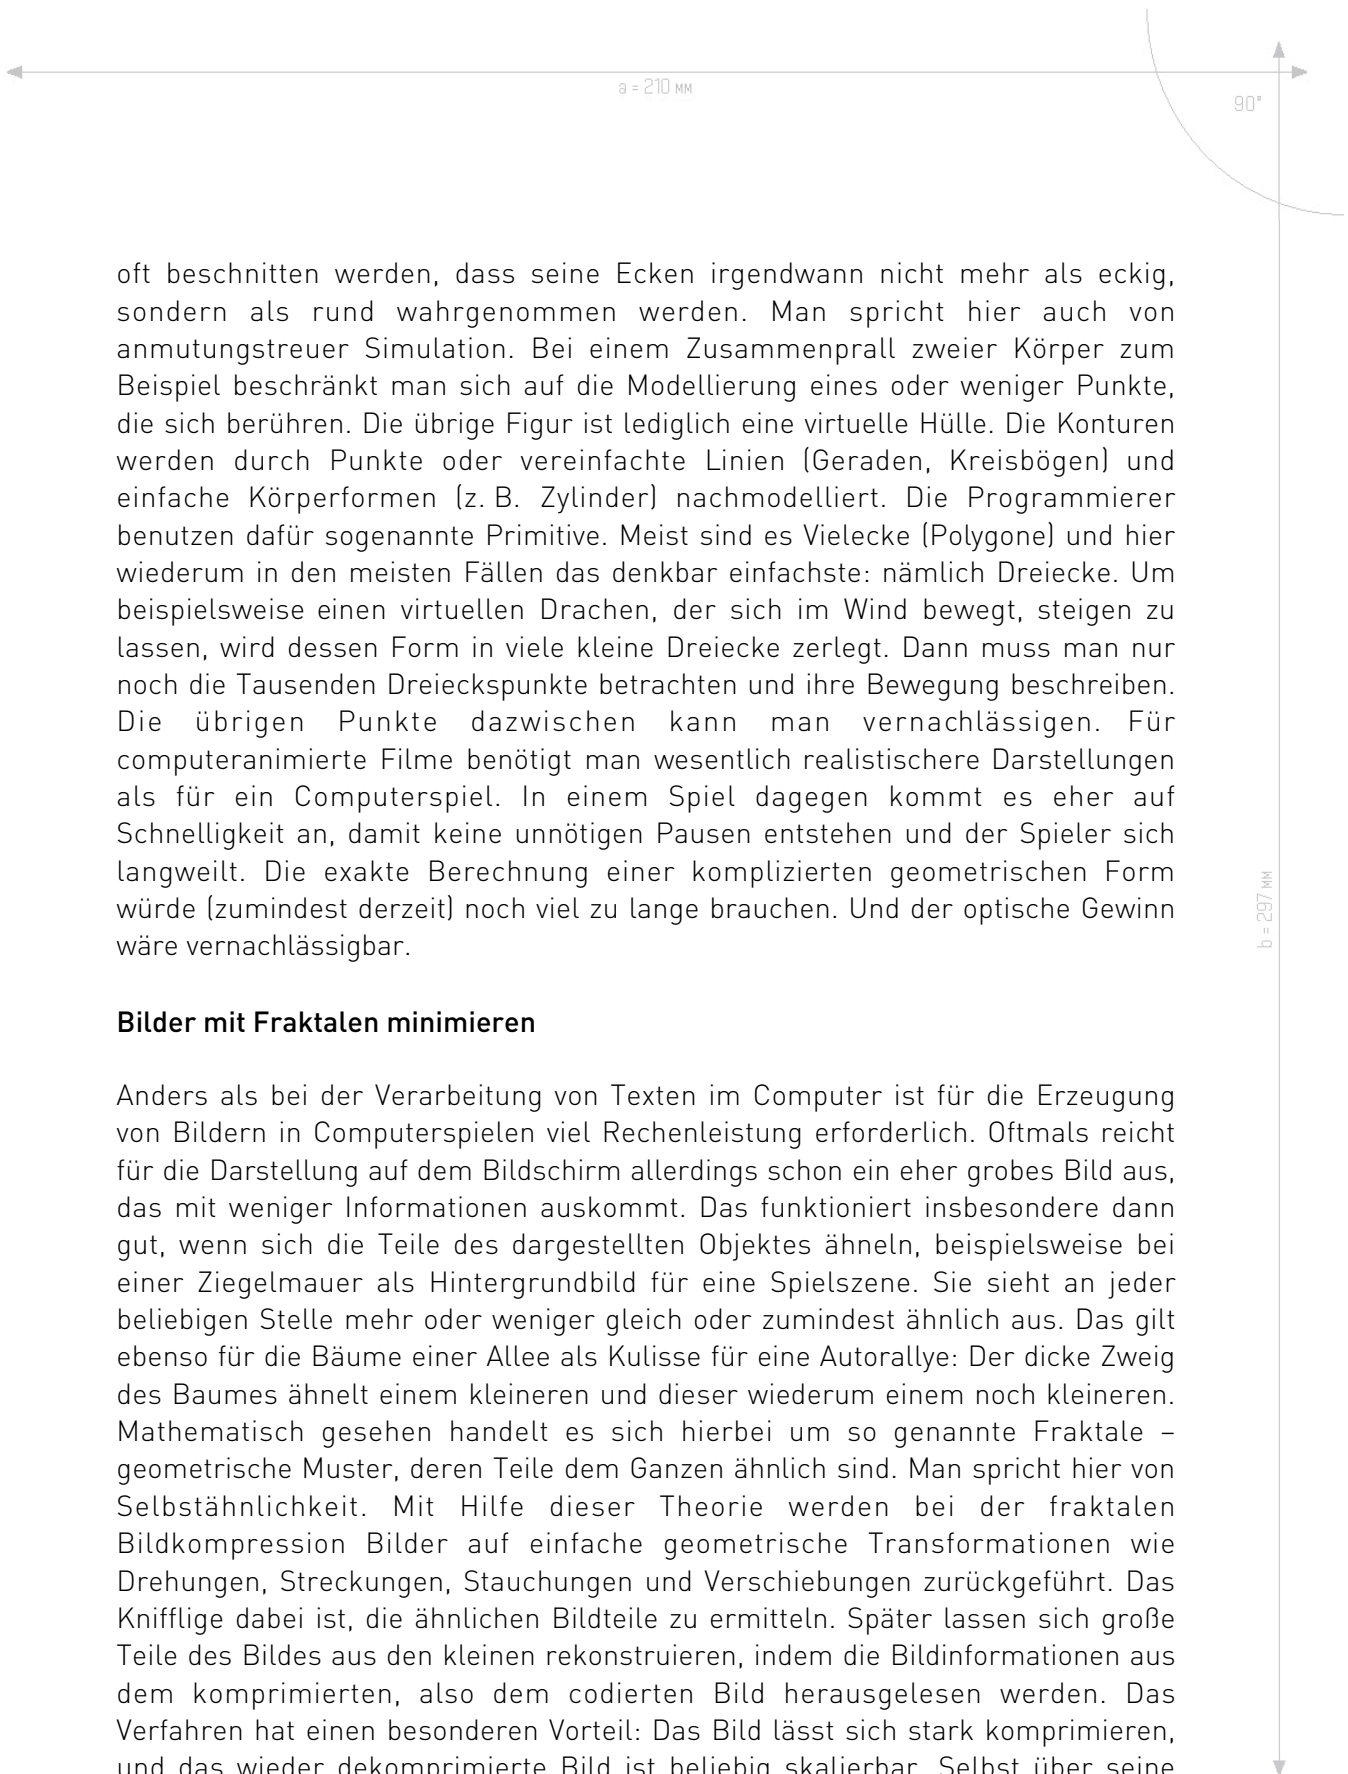 a = 210 MM
90°
oft beschnitten werden, dass seine Ecken irgendwann nicht mehr als eckig,
sondern als rund wahrgenommen werden. Man spricht hier auch von
anmutungstreuer Simulation. Bei einem Zusammenprall zweier Körper zum
Beispiel beschränkt man sich auf die Modellierung eines oder weniger Punkte,
die sich berühren. Die übrige Figur ist lediglich eine virtuelle Hülle. Die Konturen
werden durch Punkte oder vereinfachte Linien (Geraden, Kreisbögen) und
einfache Körperformen (z. B. Zylinder) nachmodelliert. Die Programmierer
benutzen dafür sogenannte Primitive. Meist sind es Vielecke (Polygone) und hier
wiederum in den meisten Fällen das denkbar einfachste: nämlich Dreiecke. Um
beispielsweise einen virtuellen Drachen, der sich im Wind bewegt, steigen zu
lassen, wird dessen Form in viele kleine Dreiecke zerlegt. Dann muss man nur
noch die Tausenden Dreieckspunkte betrachten und ihre Bewegung beschreiben.
Die übrigen Punkte dazwischen kann man vernachlässigen. Für
computeranimierte Filme benötigt man wesentlich realistischere Darstellungen
als für ein Computerspiel. In einem Spiel dagegen kommt es eher auf
Schnelligkeit an, damit keine unnötigen Pausen entstehen und der Spieler sich
langweilt. Die exakte Berechnung einer komplizierten geometrischen Form
würde (zumindest derzeit) noch viel zu lange brauchen. Und der optische Gewinn
wäre vernachlässigbar.
b = 297 MM
Bilder mit Fraktalen minimieren
Anders als bei der Verarbeitung von Texten im Computer ist für die Erzeugung
von Bildern in Computerspielen viel Rechenleistung erforderlich. Oftmals reicht
für die Darstellung auf dem Bildschirm allerdings schon ein eher grobes Bild aus,
das mit weniger Informationen auskommt. Das funktioniert insbesondere dann
gut, wenn sich die Teile des dargestellten Objektes ähneln, beispielsweise bei
einer Ziegelmauer als Hintergrundbild für eine Spielszene. Sie sieht an jeder
beliebigen Stelle mehr oder weniger gleich oder zumindest ähnlich aus. Das gilt
ebenso für die Bäume einer Allee als Kulisse für eine Autorallye: Der dicke Zweig
des Baumes ähnelt einem kleineren und dieser wiederum einem noch kleineren.
Mathematisch gesehen handelt es sich hierbei um so genannte Fraktale –
geometrische Muster, deren Teile dem Ganzen ähnlich sind. Man spricht hier von
Selbstähnlichkeit. Mit Hilfe dieser Theorie werden bei der fraktalen
Bildkompression Bilder auf einfache geometrische Transformationen wie
Drehungen, Streckungen, Stauchungen und Verschiebungen zurückgeführt. Das
Knifflige dabei ist, die ähnlichen Bildteile zu ermitteln. Später lassen sich große
Teile des Bildes aus den kleinen rekonstruieren, indem die Bildinformationen aus
dem komprimierten, also dem codierten Bild herausgelesen werden. Das
Verfahren hat einen besonderen Vorteil: Das Bild lässt sich stark komprimieren,
und das wieder dekomprimierte Bild ist beliebig skalierbar. Selbst über seine